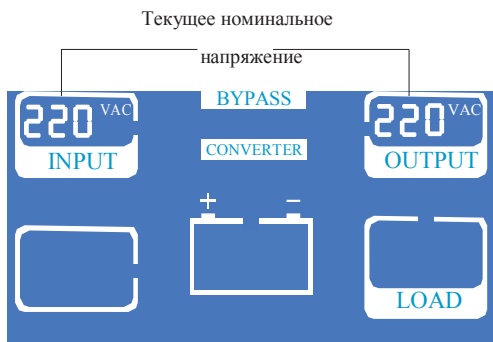 Текущее номинальное
напряжение
220 VAC
BYPASS
220 VAC
INPUT
CONVERTER
OUTPUT
+ −
LOAD